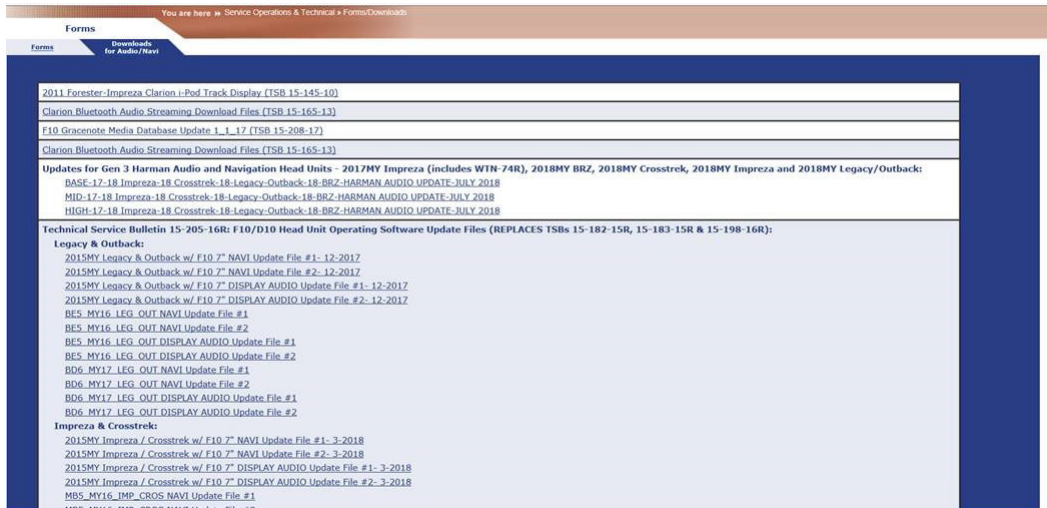 You are here » Service Operations & Technical » Forms/Downloads
Forms
Forms
Downloads
for Audio/Navi
2011 Forester-Impreza Clarion i-Pod Track Display (TSB 15-145-10)
Clarion Bluetooth Audio Streaming Download Files (TSB 15-165-13)
F10 Gracenote Media Database Update 1_1_17 (TSB 15-208-17)
Clarion Bluetooth Audio Streaming Download Files (TSB 15-165-13)
Updates for Gen 3 Harman Audio and Navigation Head Units - 2017MY Impreza (includes WTN-74R), 2018MY BRZ, 2018MY Crosstrek, 2018MY Impreza and 2018MY Legacy/Outback:
BASE-17-18 Impreza-18 Crosstrek-18-Legacy-Outback-18-BRZ-HARMAN AUDIO UPDATE-JULY 2018
MID-17-18 Impreza-18 Crosstrek-18-Legacy-Outback-18-BRZ-HARMAN AUDIO UPDATE-JULY 2018
HIGH-17-18 Impreza-18 Crosstrek-18-Legacy-Outback-18-BRZ-HARMAN AUDIO UPDATE-JULY 2018
Technical Service Bulletin 15-205-16R: F10/D10 Head Unit Operating Software Update Files (REPLACES TSBs 15-182-15R, 15-183-15R & 15-198-16R):
Legacy & Outback:
2015MY Legacy & Outback w/ F10 7" NAVI Update File #1- 12-2017
2015MY Legacy & Outback w/ F10 7" NAVI Update File #2- 12-2017
2015MY Legacy & Outback w/ F10 7" DISPLAY AUDIO Update File #1- 12-2017
2015MY Legacy & Outback w/ F10 7" DISPLAY AUDIO Update File #2- 12-2017
BE5_MY16_LEG_OUT NAVI Update File #1
BE5_MY16_LEG_OUT NAVI Update File #2
BE5_MY16_LEG_OUT DISPLAY AUDIO Update File #1
BE5_MY16_LEG_OUT DISPLAY AUDIO Update File #2
BD6_MY17_LEG_OUT NAVI Update File #1
BD6_MY17_LEG_OUT NAVI Update File #2
BD6_MY17_LEG_OUT DISPLAY AUDIO Update File #1
BD6_MY17_LEG_OUT DISPLAY AUDIO Update File #2
Impreza & Crosstrek:
2015MY Impreza / Crosstrek w/ F10 7" NAVI Update File #1- 3-2018
2015MY Impreza / Crosstrek w/ F10 7" NAVI Update File #2- 3-2018
2015MY Impreza / Crosstrek w/ F10 7" DISPLAY AUDIO Update File #1- 3-2018
2015MY Impreza / Crosstrek w/ F10 7" DISPLAY AUDIO Update File #2- 3-2018
MB5_MY16_IMP_CROS NAVI Update File #1